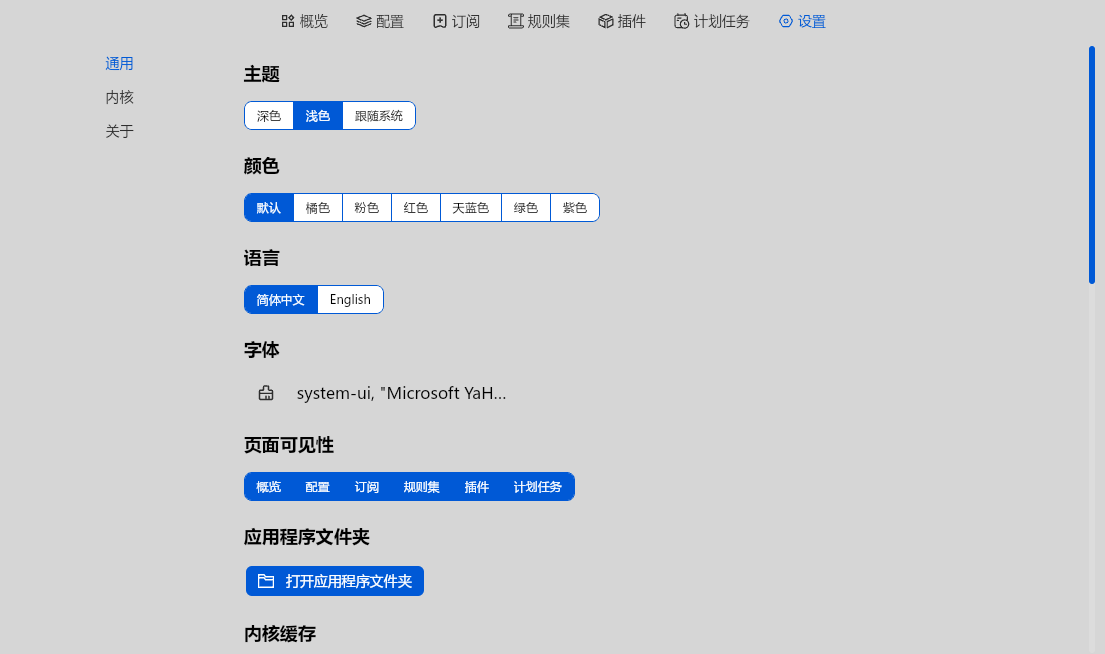 概览 配置 订阅 规则集 插件 计划任务 设置
通用
内核
关于
主题
深色 浅色 跟随系统
颜色
默认 橘色 粉色 红色 天蓝色 绿色 紫色
语言
简体中文 English
字体
system-ui, "Microsoft YaH...
页面可见性
概览 配置 订阅 规则集 插件 计划任务
应用程序文件夹
打开应用程序文件夹
内核缓存